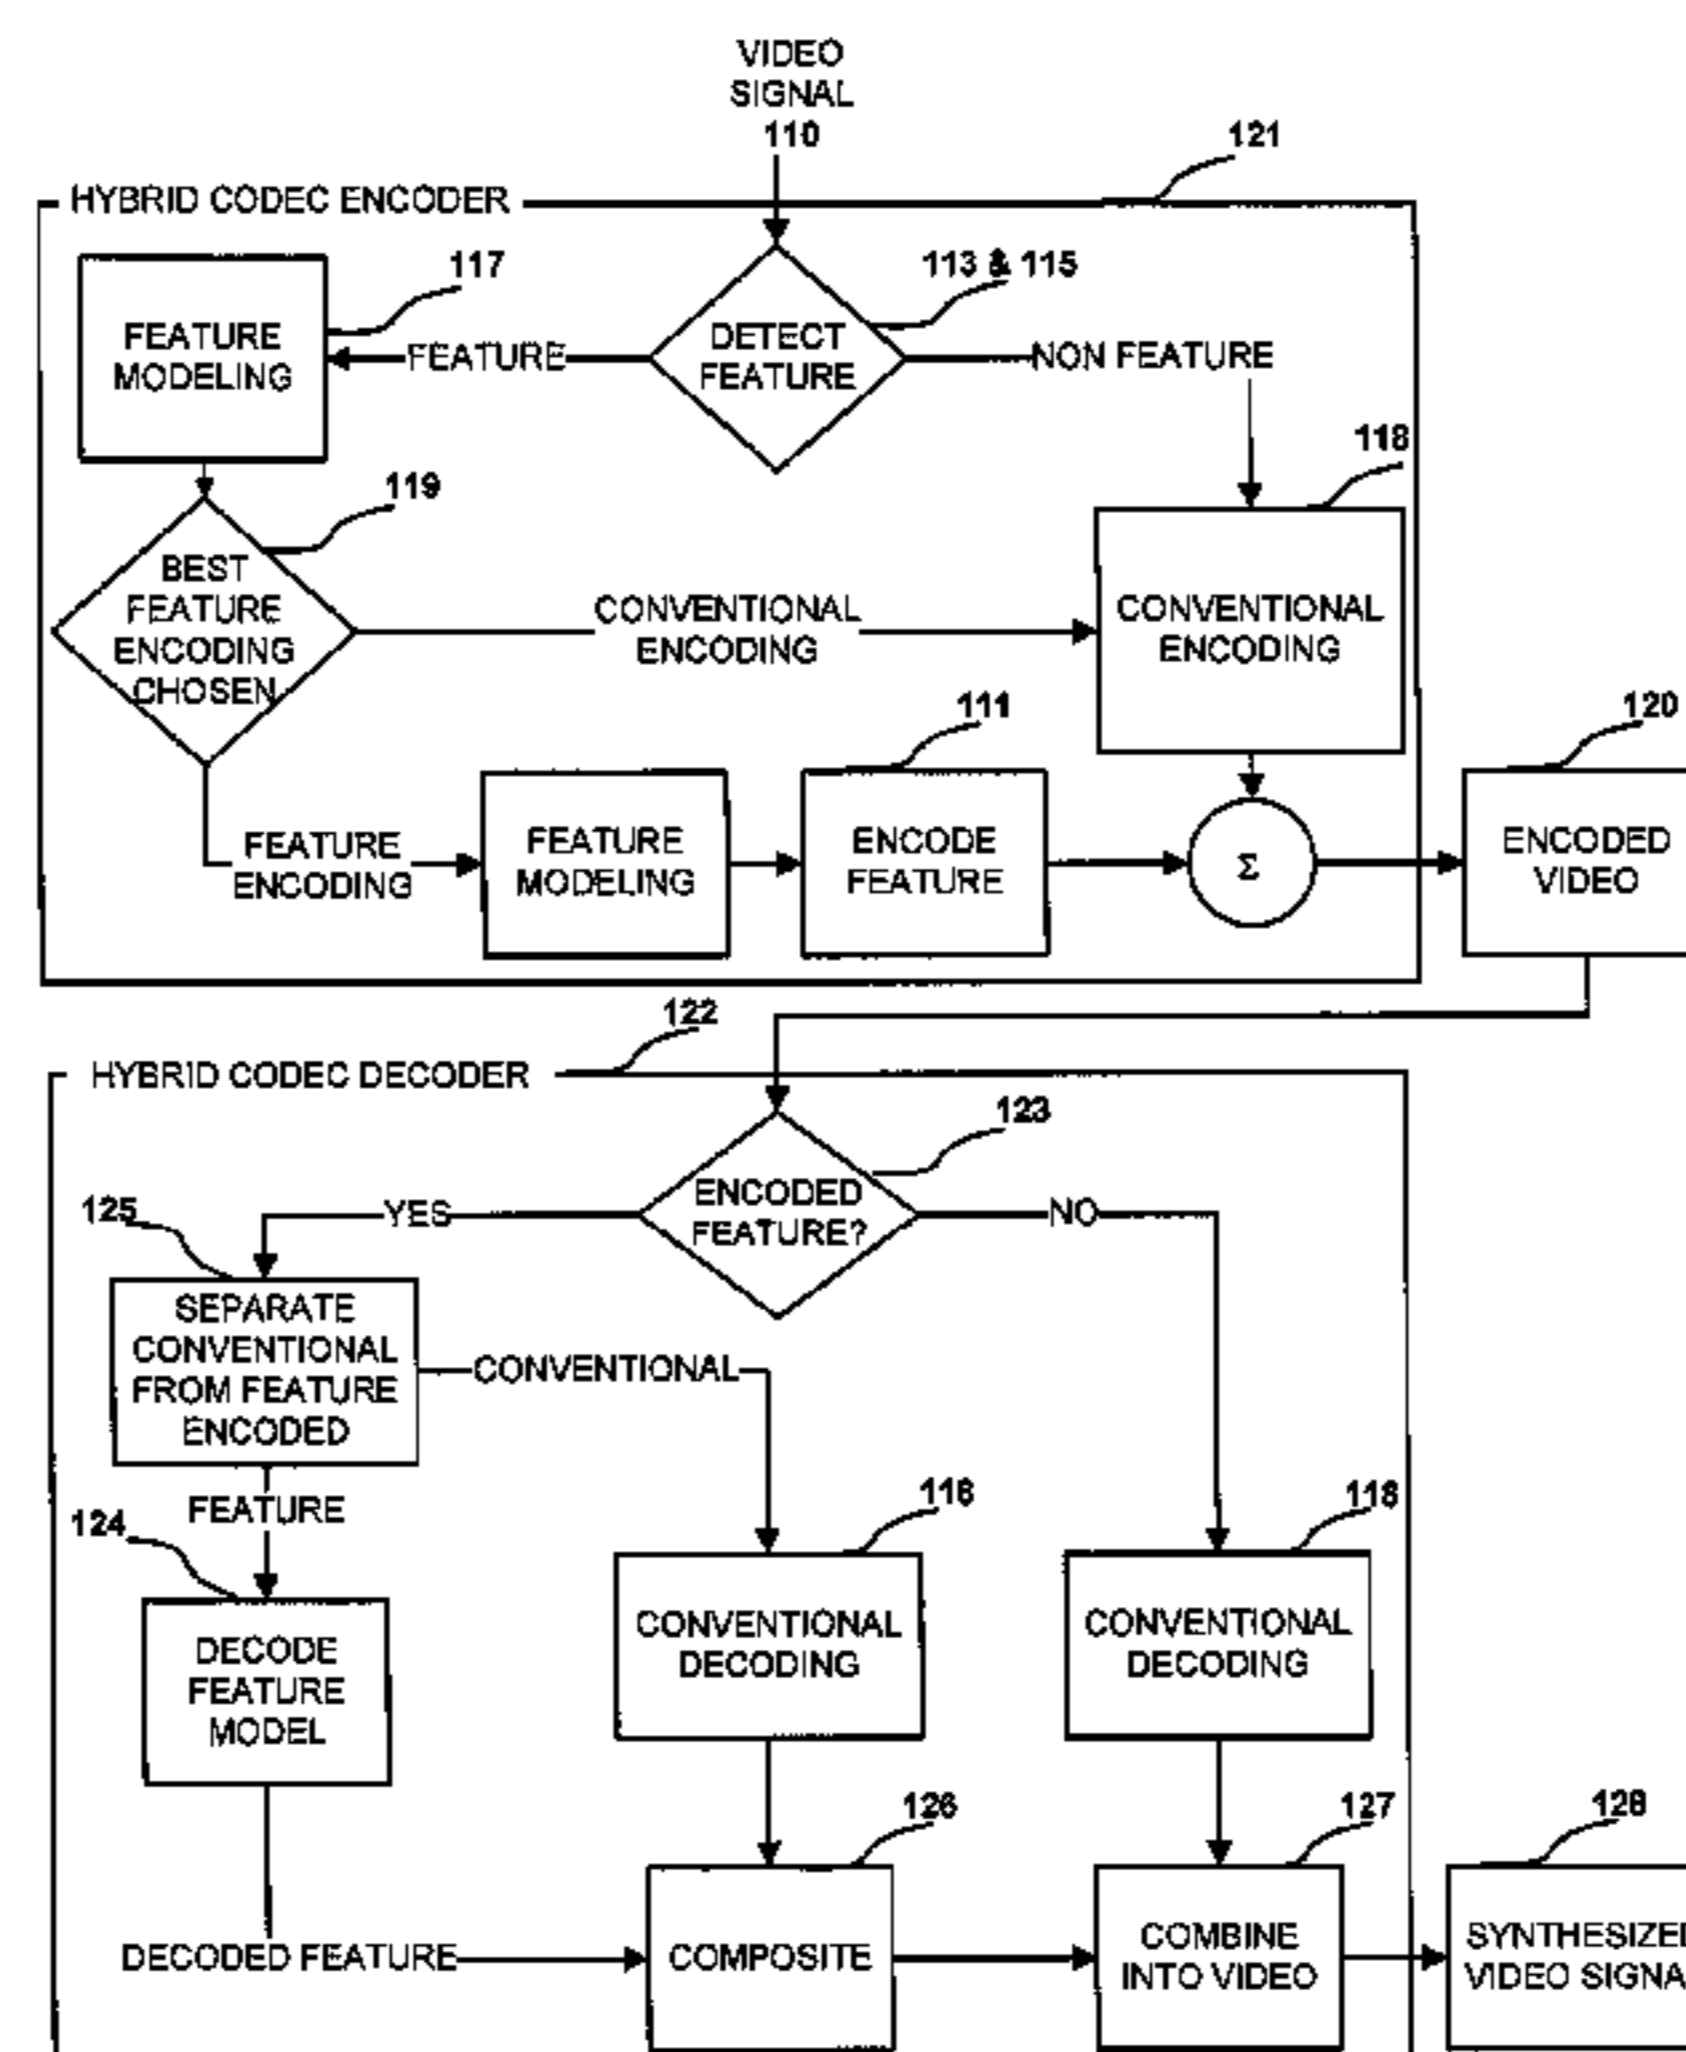 VIDEO
SIGNAL
110
121
HYBRID CODEC ENCODER
117
113 & 115
FEATURE
MODELING
FEATURE
DETECT
FEATURE
NON FEATURE
118
119
BEST
FEATURE
ENCODING
CHOSEN
CONVENTIONAL
ENCODING
CONVENTIONAL
ENCODING
111
120
FEATURE
ENCODING
FEATURE
MODELING
ENCODE
FEATURE
Σ
ENCODED
VIDEO
122
HYBRID CODEC DECODER
123
125
YES
ENCODED
FEATURE?
NO
SEPARATE
CONVENTIONAL
FROM FEATURE
ENCODED
CONVENTIONAL
FEATURE
124
116
DECODE
FEATURE
MODEL
CONVENTIONAL
DECODING
CONVENTIONAL
DECODING
126
127
DECODED FEATURE
COMPOSITE
COMBINE
INTO VIDEO
SYNTHESIZED
VIDEO SIGNA